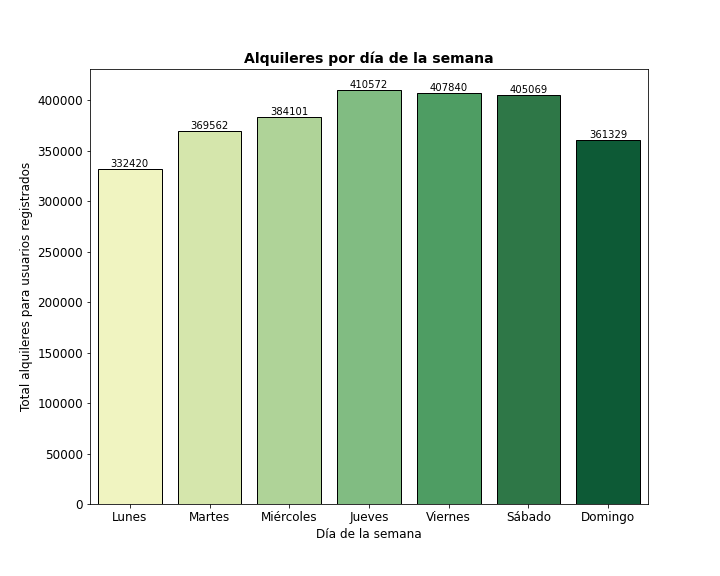 Alquileres por día de la semana
Total alquileres para usuarios registrados
400000
350000
300000
250000
200000
150000
100000
50000
0
332420
369562
384101
410572
407840
405069
361329
Lunes
Martes
Miércoles
Jueves
Viernes
Sábado
Domingo
Día de la semana